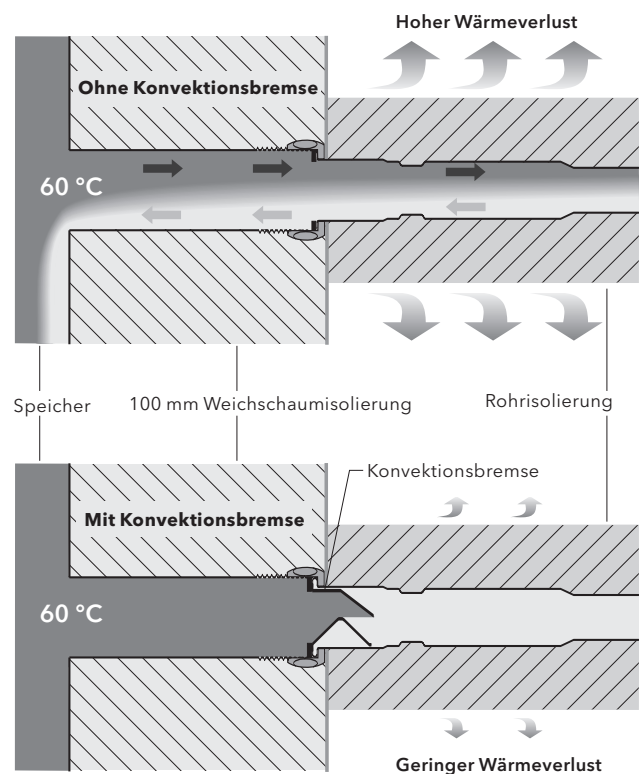 Hoher Wärmeverlust
Ohne Konvektionsbremse
60 °C
Speicher
100 mm Weichschaumisolierung
Rohrisolierung
Konvektionsbremse
Mit Konvektionsbremse
60 °C
Geringer Wärmeverlust